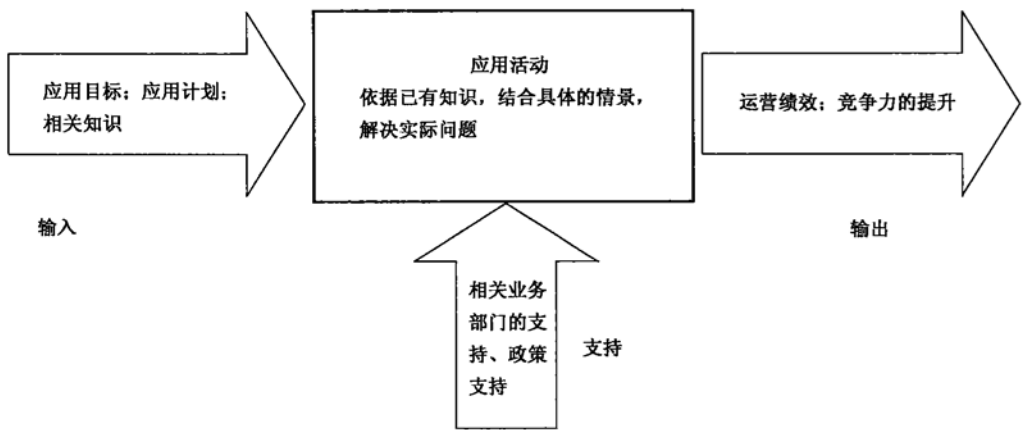 应用目标；应用计划；
相关知识
输入
应用活动
依据已有知识，结合具体的情景，
解决实际问题
运营绩效；竞争力的提升
输出
相关业务
部门的支
持、政策
支持
支持